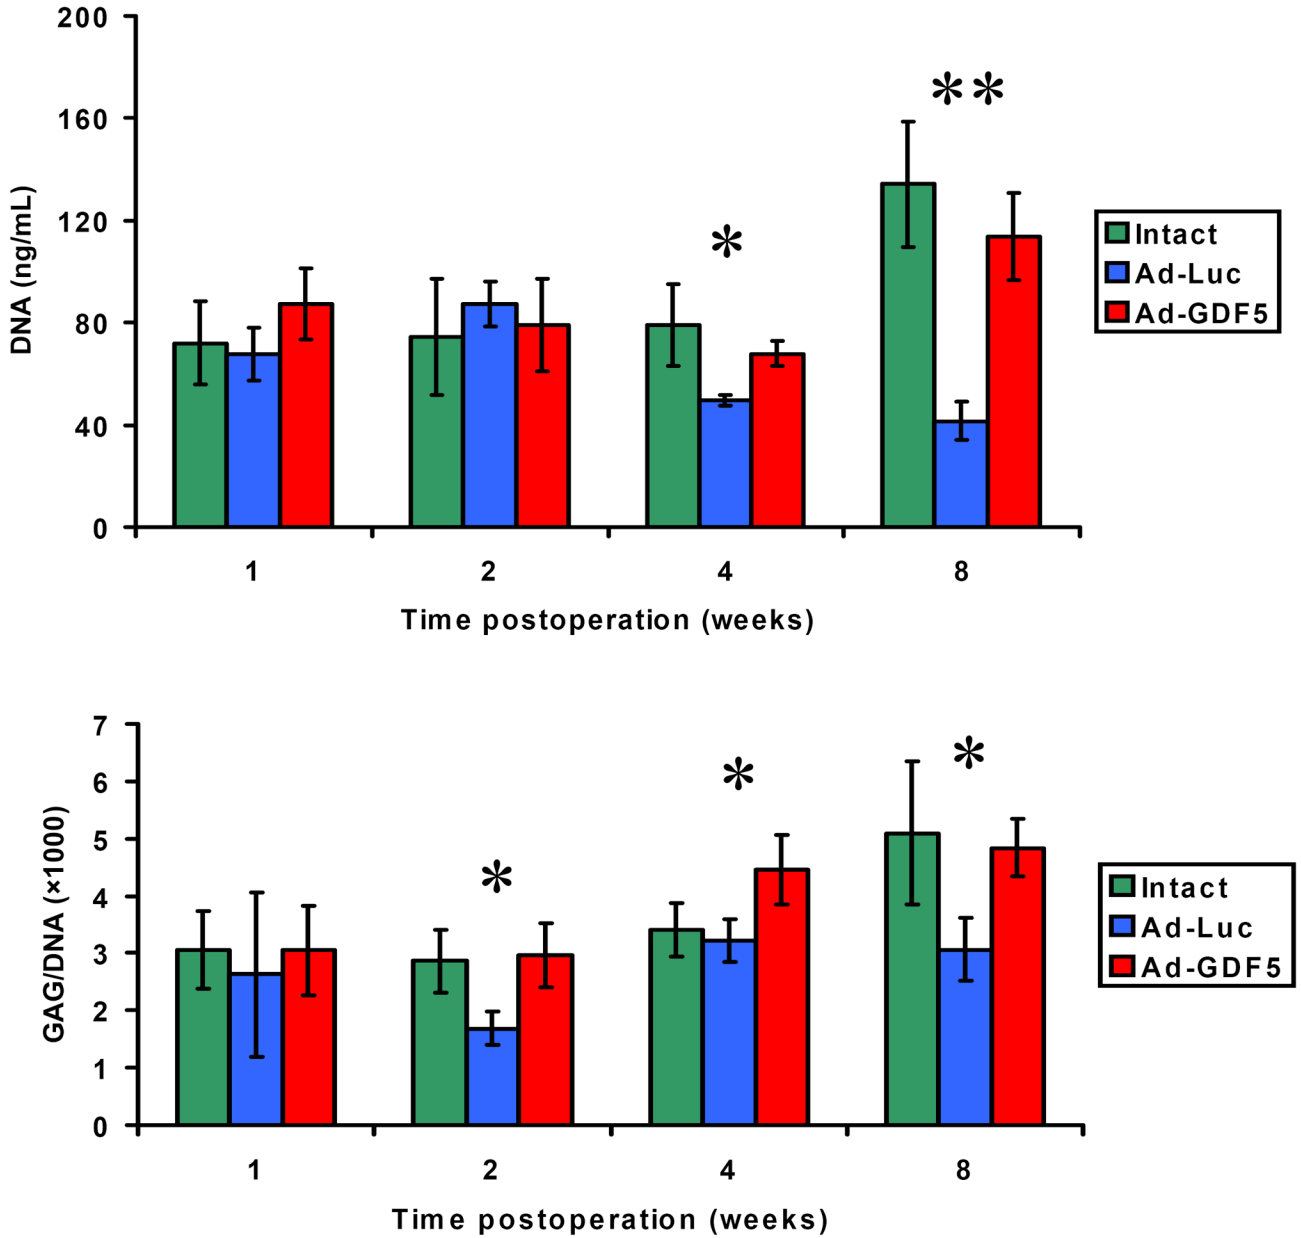 200
160
120
80
40
0
DNA (ng/mL)
*
**
1 2 4 8
Time postoperation (weeks)
Intact
Ad-Luc
Ad-GDF5
7
6
5
4
3
2
1
0
GAG/DNA (×1000)
*
*
*
1 2 4 8
Time postoperation (weeks)
Intact
Ad-Luc
Ad-GDF5